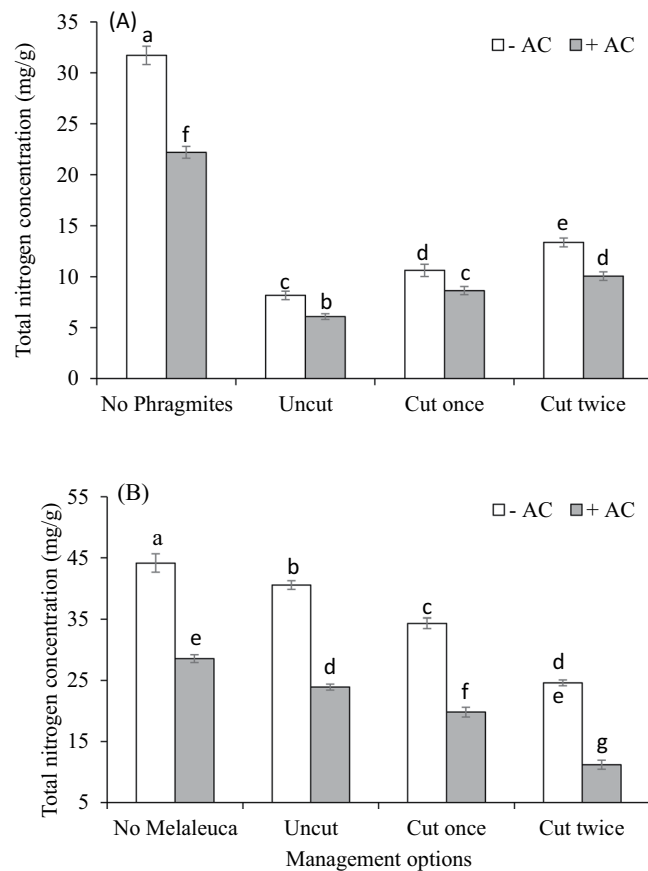 (A)
- AC + AC
Total nitrogen concentration (mg/g)
35
30
25
20
15
10
5
0
a
f
c
b
d
c
e
d
No Phragmites Uncut Cut once Cut twice
(B)
- AC + AC
Total nitrogen concentration (mg/g)
55
45
35
25
15
5
a
e
b
d
c
f
d
e
g
No Melaleuca Uncut Cut once Cut twice
Management options